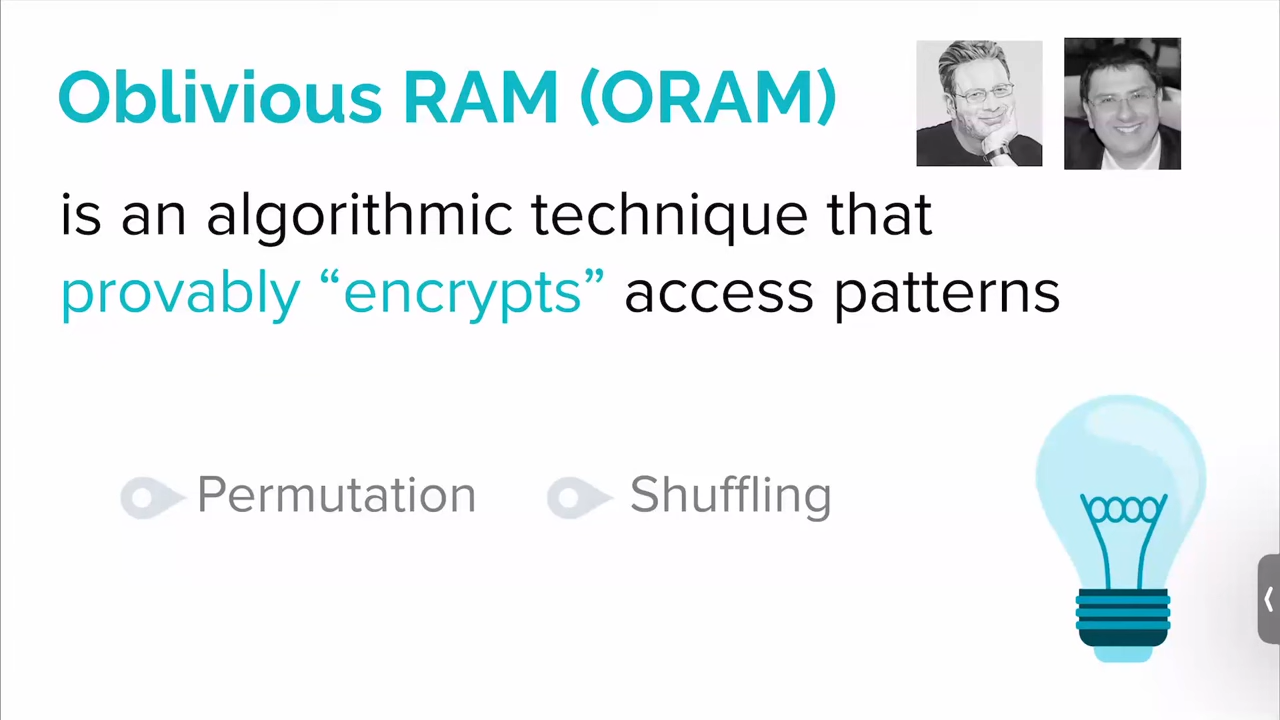 Oblivious RAM (ORAM)
is an algorithmic technique that
provably “encrypts” access patterns
Permutation
Shuffling